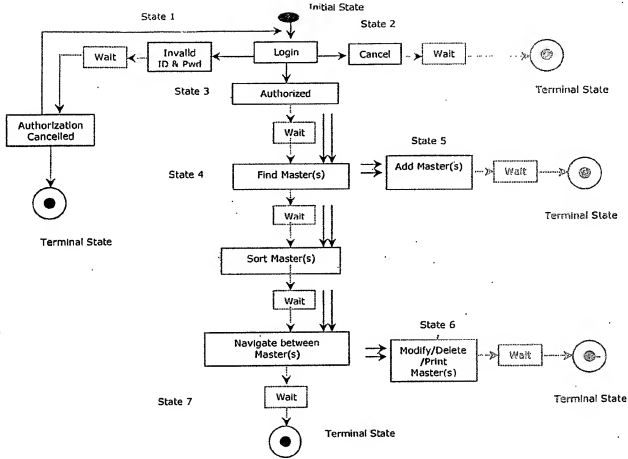 Initial State
State 1
State 2
Wait
Invalid
ID & Pwd
Login
Cancel
Wait
Terminal State
State 3
Authorized
Authorization
Cancelled
Wait
State 5
State 4
Find Master(s)
Add Master(s)
Wait
Terminal State
Wait
Terminal State
Sort Master(s)
Wait
State 6
Navigate between
Master(s)
Modify/Delete
/Print
Master(s)
Wait
Terminal State
State 7
Wait
Terminal State